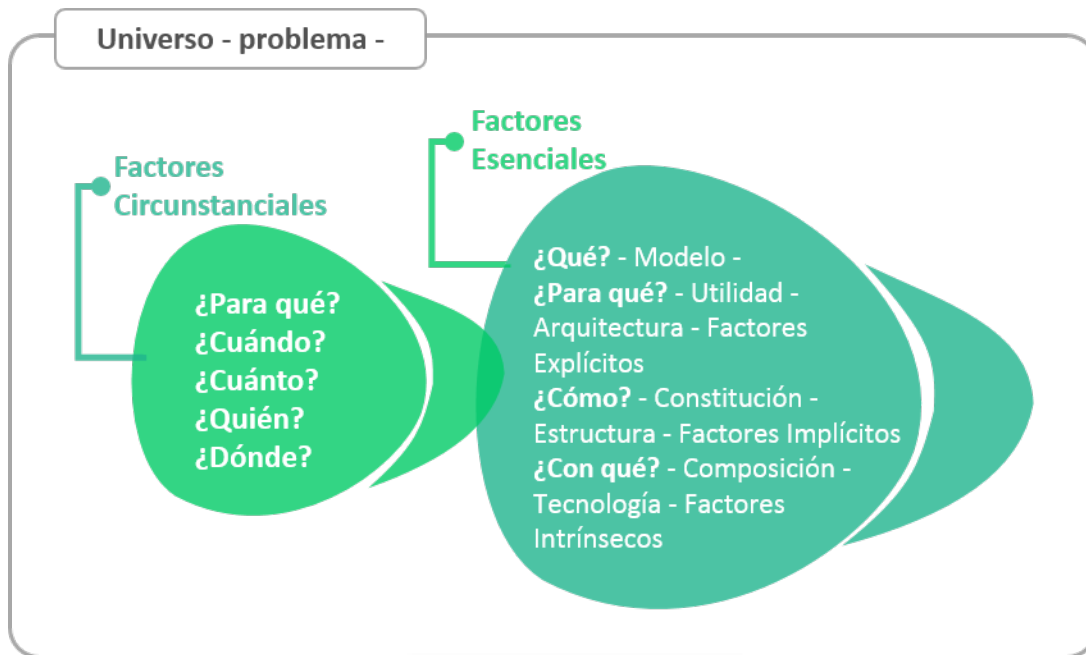 Universo - problema -
Factores
Circunstanciales
¿Para qué?
¿Cuándo?
¿Cuánto?
¿Quién?
¿Dónde?
Factores
Esenciales
¿Qué? - Modelo -
¿Para qué? - Utilidad -
Arquitectura - Factores
Explícitos
¿Cómo? - Constitución -
Estructura - Factores Implícitos
¿Con qué? - Composición -
Tecnología - Factores
Intrínsecos